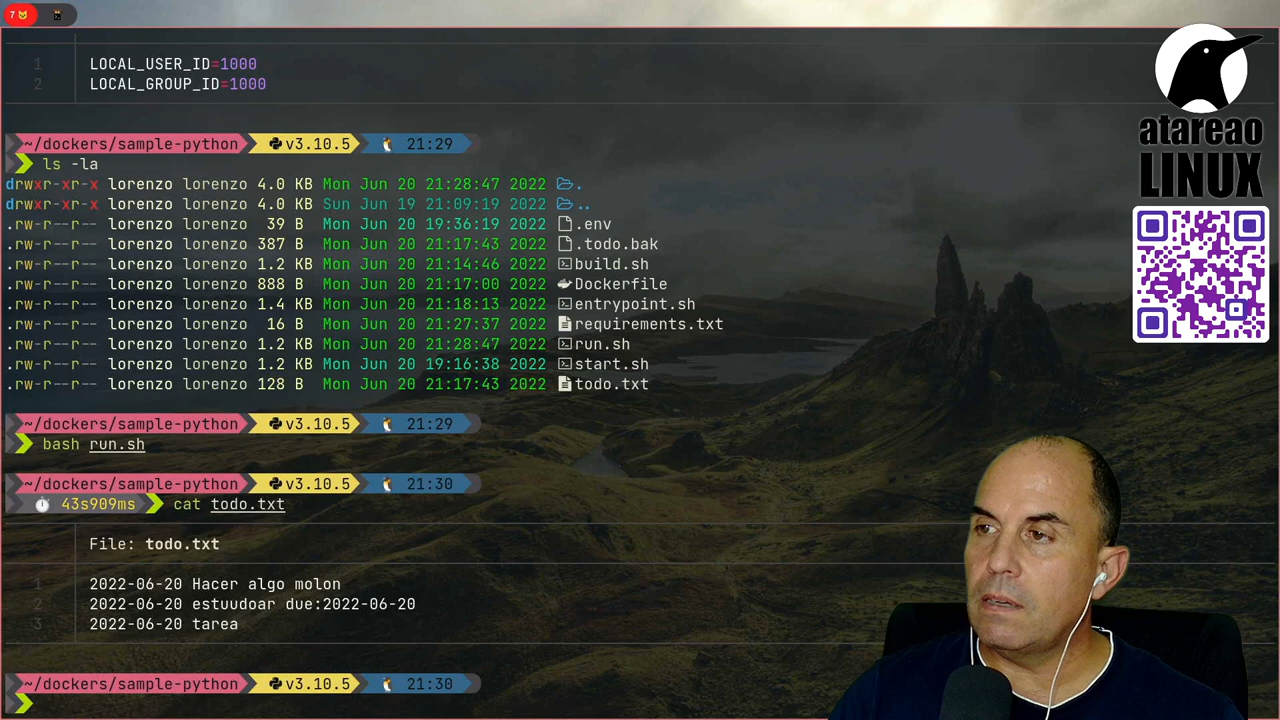 7
1 LOCAL_USER_ID=1000
2 LOCAL_GROUP_ID=1000
~/dockers/sample-python v3.10.5 21:29
ls -la
drwxr-xr-x lorenzo lorenzo 4.0 KB Mon Jun 20 21:28:47 2022 .
drwxr-xr-x lorenzo lorenzo 4.0 KB Sun Jun 19 21:09:19 2022 ..
.rw-r--r-- lorenzo lorenzo 39 B Mon Jun 20 19:36:19 2022 .env
.rw-r--r-- lorenzo lorenzo 387 B Mon Jun 20 21:17:43 2022 .todo.bak
.rw-r--r-- lorenzo lorenzo 1.2 KB Mon Jun 20 21:14:46 2022 build.sh
.rw-r--r-- lorenzo lorenzo 888 B Mon Jun 20 21:17:00 2022 Dockerfile
.rw-r--r-- lorenzo lorenzo 1.4 KB Mon Jun 20 21:18:13 2022 entrypoint.sh
.rw-r--r-- lorenzo lorenzo 16 B Mon Jun 20 21:27:37 2022 requirements.txt
.rw-r--r-- lorenzo lorenzo 1.2 KB Mon Jun 20 21:28:47 2022 run.sh
.rw-r--r-- lorenzo lorenzo 1.2 KB Mon Jun 20 19:16:38 2022 start.sh
.rw-r--r-- lorenzo lorenzo 128 B Mon Jun 20 21:17:43 2022 todo.txt
~/dockers/sample-python v3.10.5 21:29
bash run.sh
~/dockers/sample-python v3.10.5 21:30
43s909ms cat todo.txt
File: todo.txt
1 2022-06-20 Hacer algo molon
2 2022-06-20 estuudoar due:2022-06-20
3 2022-06-20 tarea
~/dockers/sample-python v3.10.5 21:30
atareao
LINUX